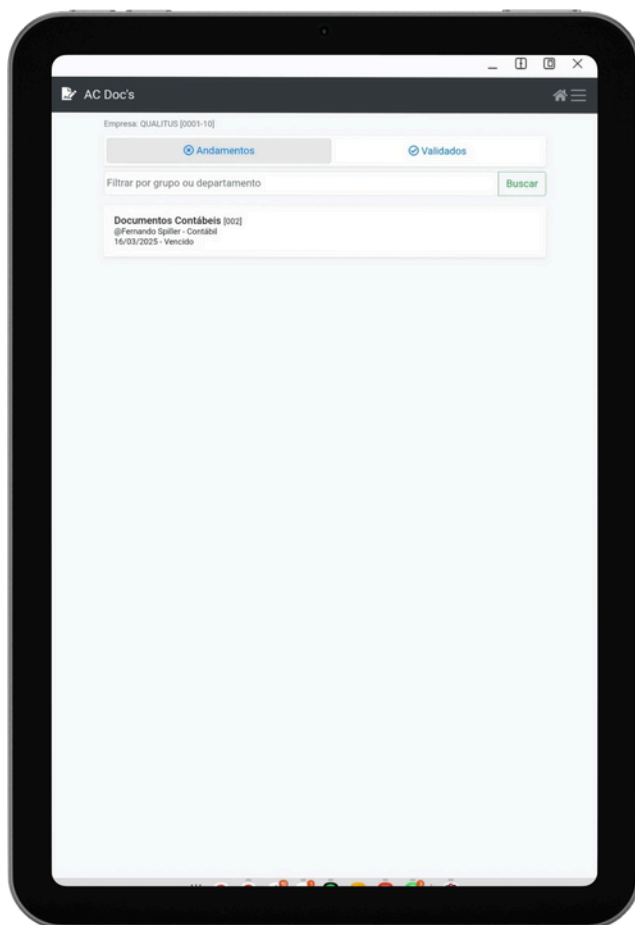 AC Doc's
Empresa: QUALITUS [0001-10]
Andamentos
Validados
Filtrar por grupo ou departamento
Buscar
Documentos Contábeis [002]
@Fernando Spiller - Contábil
16/03/2025 - Vencido